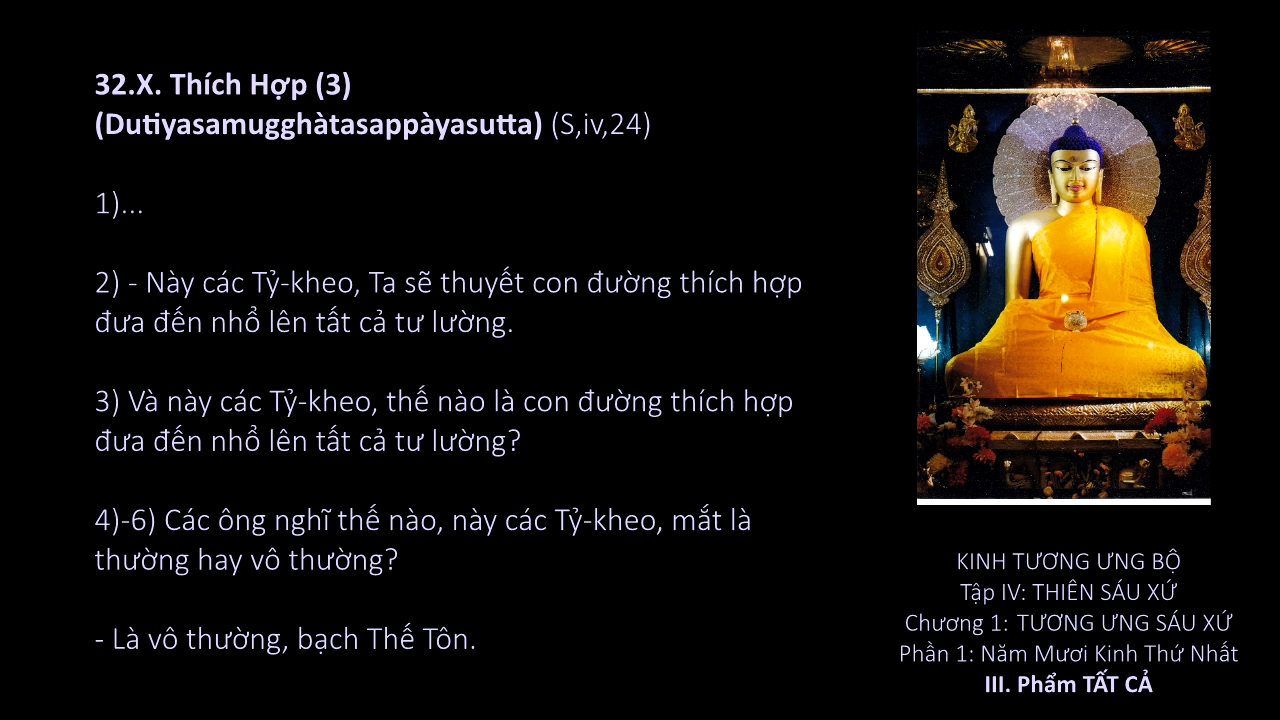 32.X. Thích Hợp (3)
(Dutiyasamugghàtasappàyasutta) (S,iv,24)
1)...
2) - Này các Tỷ-kheo, Ta sẽ thuyết con đường thích hợp
đưa đến nhổ lên tất cả tư lường.
3) Và này các Tỷ-kheo, thế nào là con đường thích hợp
đưa đến nhổ lên tất cả tư lường?
4)-6) Các ông nghĩ thế nào, này các Tỷ-kheo, mắt là
thường hay vô thường?
- Là vô thường, bạch Thế Tôn.
KINH TƯƠNG ƯNG BỘ
Tập IV: THIÊN SÁU XỨ
Chương 1: TƯƠNG ƯNG SÁU XỨ
Phần 1: Năm Mươi Kinh Thứ Nhất
III. Phẩm TẤT CẢ